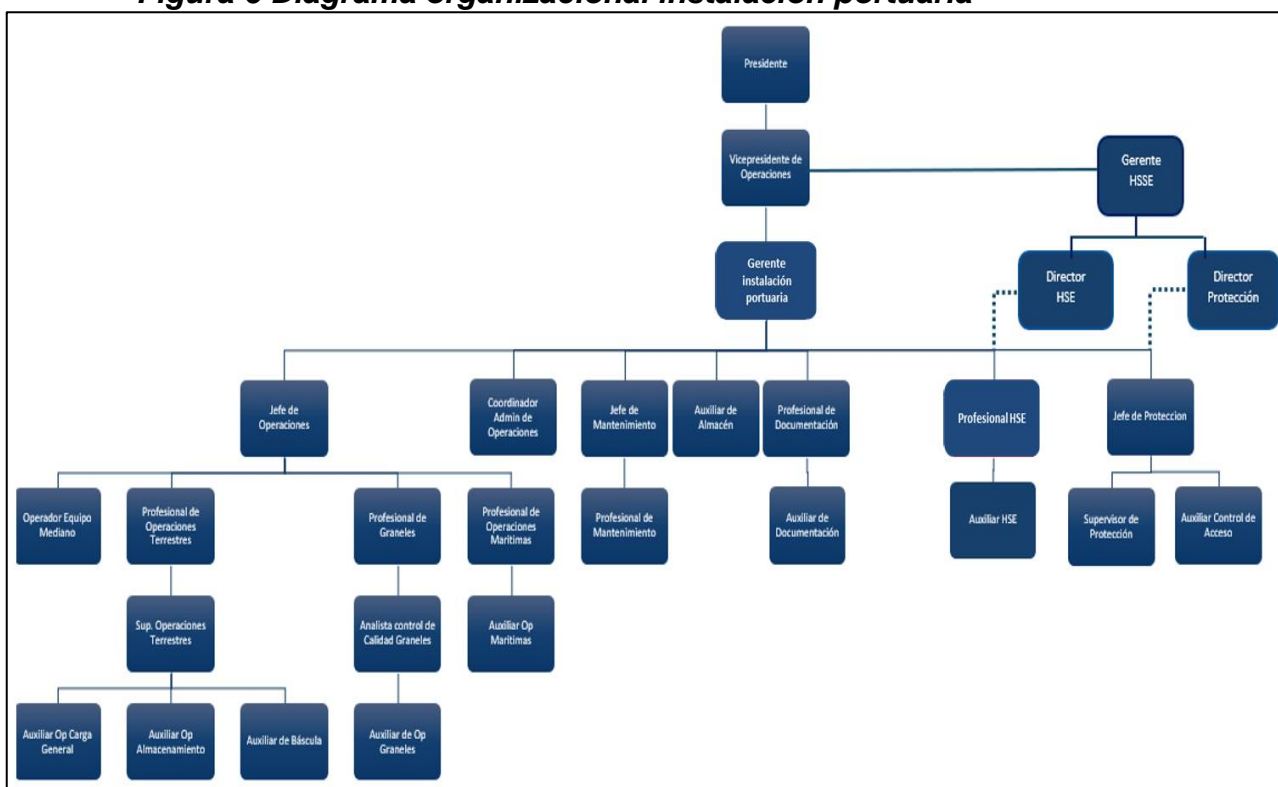 Figura 6 Diagrama organizacional instalación portuaria
Presidente
Vicepresidente de
Operaciones
Gerente
HSSE
Gerente
instalación
portuaria
Director
HSE
Director
Protección
Jefe de
Operaciones
Coordinador
Admin de
Operaciones
Jefe de
Mantenimiento
Auxiliar de
Almacén
Profesional de
Documentación
Profesional HSE
Jefe de Proteccion
Operador Equipo
Mediano
Profesional de
Operaciones
Terrestres
Profesional de
Graneles
Profesional de
Operaciones
Marítimas
Profesional de
Mantenimiento
Auxiliar de
Documentación
Auxiliar HSE
Supervisor de
Protección
Auxiliar Control de
Acceso
Sup. Operaciones
Terrestres
Analista control de
Calidad Graneles
Auxiliar Op
Marítimas
Auxiliar Op Carga
General
Auxiliar Op
Almacenamiento
Auxiliar de Báscula
Auxiliar de Op
Graneles